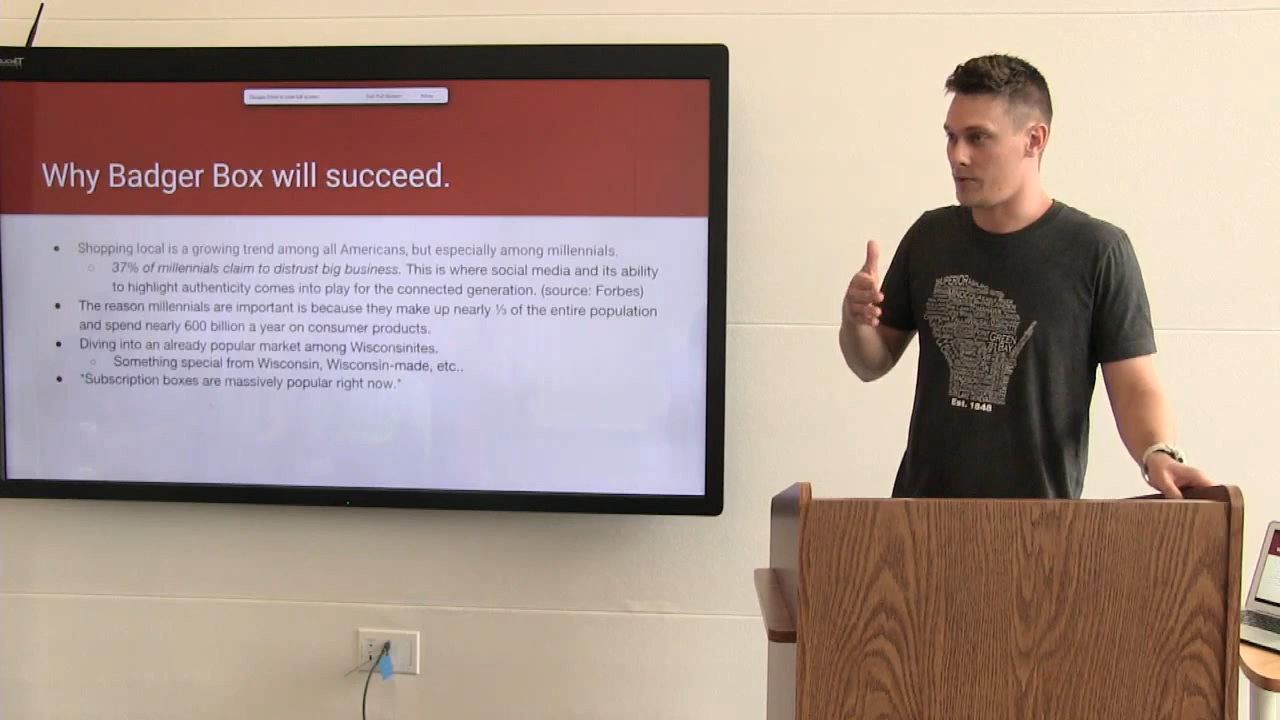 Exit Full Screen
Why Badger Box will succeed.
Shopping local is a growing trend among all Americans, but especially among millennials.
37% of millennials claim to distrust big business. This is where social media and its ability
to highlight authenticity comes into play for the connected generation. (source: Forbes)
The reason millennials are important is because they make up nearly ⅓ of the entire population
and spend nearly 600 billion a year on consumer products.
Diving into an already popular market among Wisconsinites.
Something special from Wisconsin, Wisconsin-made, etc..
*Subscription boxes are massively popular right now.*
SUPERIOR
GREEN
BAY
Est. 1848